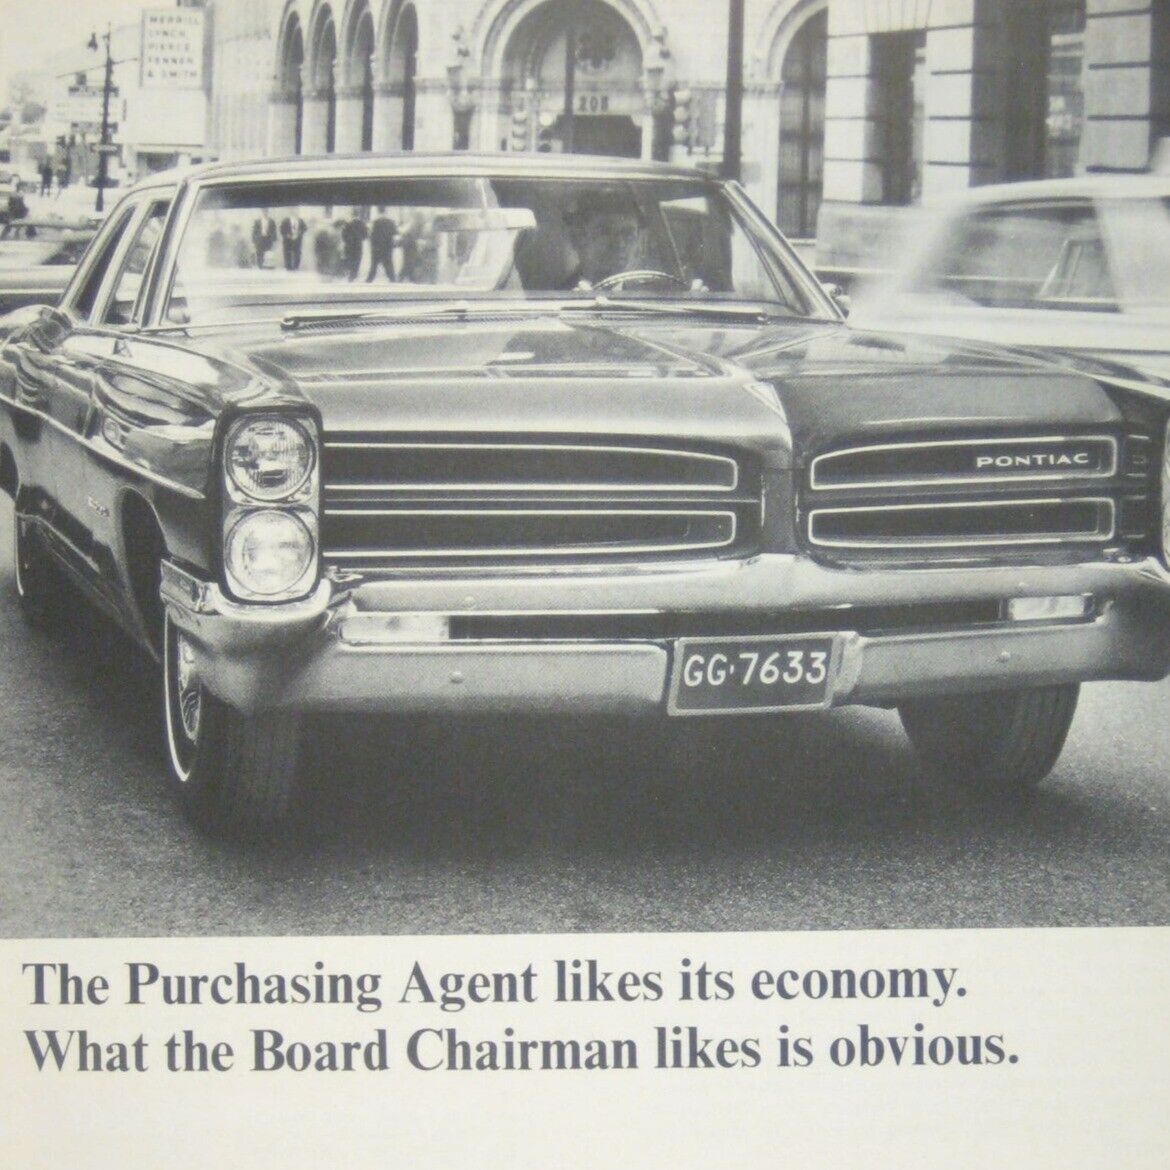 MERRILL
LYNCH
PIERCE
FENNER
& SMITH
208
PONTIAC
GG·7633
The Purchasing Agent likes its economy.
What the Board Chairman likes is obvious.